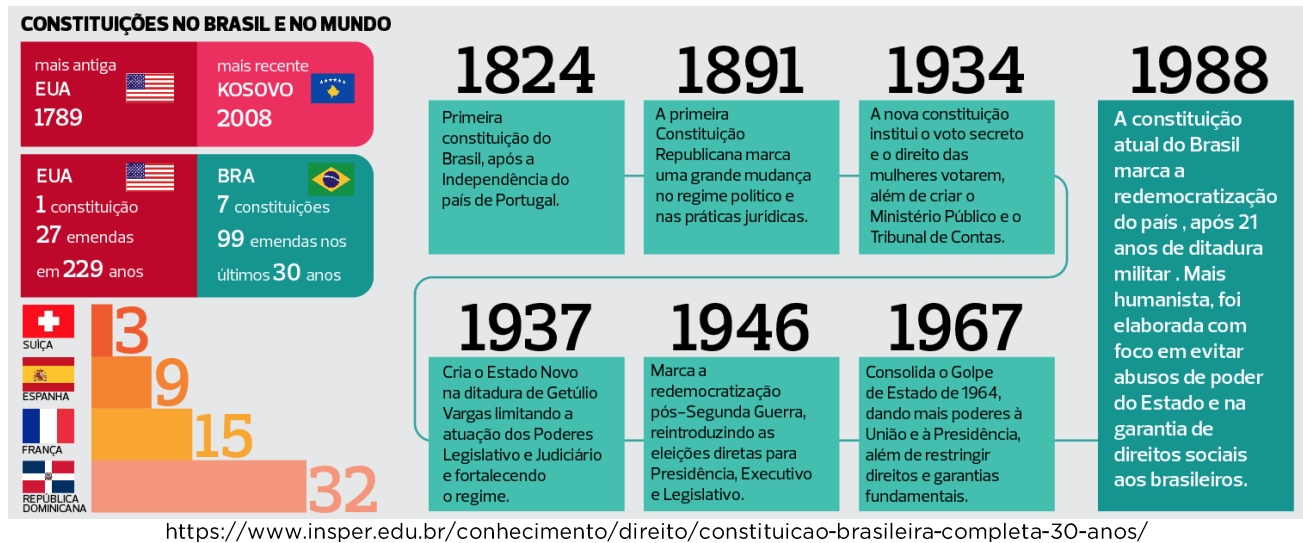 CONSTITUIÇÕES NO BRASIL E NO MUNDO
mais antiga
EUA
1789
mais recente
KOSOVO
2008
EUA
1 constituição
27 emendas
em 229 anos
BRA
7 constituições
99 emendas nos
últimos 30 anos
SUÍÇA
3
ESPANHA
9
FRANÇA
15
REPÚBLICA
DOMINICANA
32
1824
Primeira
constituição do
Brasil, após a
Independência do
país de Portugal.
1891
A primeira
Constituição
Republicana marca
uma grande mudança
no regime político e
nas práticas jurídicas.
1934
A nova constituição
institui o voto secreto
e o direito das
mulheres votarem,
além de criar o
Ministério Público e o
Tribunal de Contas.
1937
Cria o Estado Novo
na ditadura de Getúlio
Vargas limitando a
atuação dos Poderes
Legislativo e Judiciário
e fortalecendo
o regime.
1946
Marca a
redemocratização
pós-Segunda Guerra,
reintroduzindo as
eleições diretas para
Presidência, Executivo
e Legislativo.
1967
Consolida o Golpe
de Estado de 1964,
dando mais poderes à
União e à Presidência,
além de restringir
direitos e garantias
fundamentais.
1988
A constituição
atual do Brasil
marca a
redemocratização
do país , após 21
anos de ditadura
militar . Mais
humanista, foi
elaborada com
foco em evitar
abusos de poder
do Estado e na
garantia de
direitos sociais
aos brasileiros.
https://www.insper.edu.br/conhecimento/direito/constituicao-brasileira-completa-30-anos/